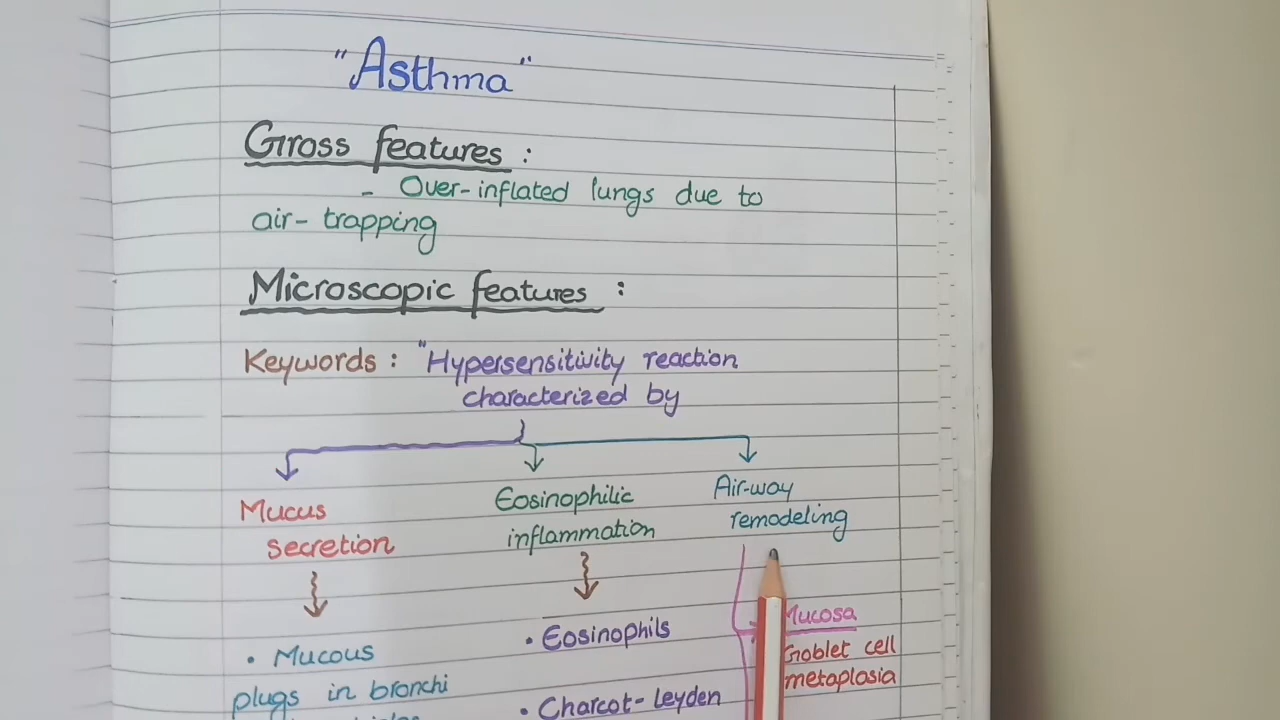 "Asthma"
Gross features :
- Over-inflated lungs due to
air-trapping
Microscopic features :
Keywords : "Hypersensitivity reaction
characterized by
Mucus
secretion
• Mucous
plugs in bronchi
Eosinophilic
inflammation
• Eosinophils
• Charcot-leyden
Air-way
remodeling
Mucosa
Goblet cell
metaplasia